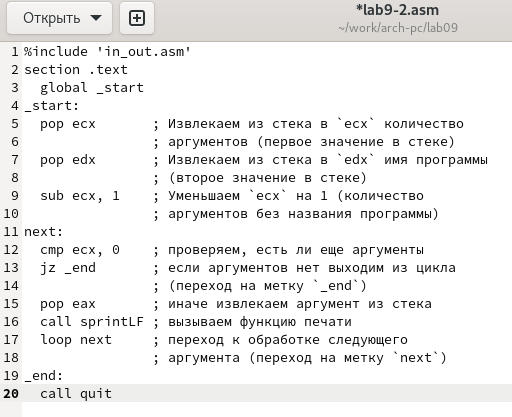 Открыть
*lab9-2.asm
~/work/arch-pc/lab09
1 %include 'in_out.asm'
2 section .text
3   global _start
4 _start:
5   pop ecx       ; Извлекаем из стека в `ecx` количество
6                 ; аргументов (первое значение в стеке)
7   pop edx       ; Извлекаем из стека в `edx` имя программы
8                 ; (второе значение в стеке)
9   sub ecx, 1    ; Уменьшаем `ecx` на 1 (количество
10                 ; аргументов без названия программы)
11 next:
12   cmp ecx, 0    ; проверяем, есть ли еще аргументы
13   jz _end       ; если аргументов нет выходим из цикла
14                 ; (переход на метку `_end`)
15   pop eax       ; иначе извлекаем аргумент из стека
16   call sprintLF ; вызываем функцию печати
17   loop next     ; переход к обработке следующего
18                 ; аргумента (переход на метку `next`)
19 _end:
20   call quit